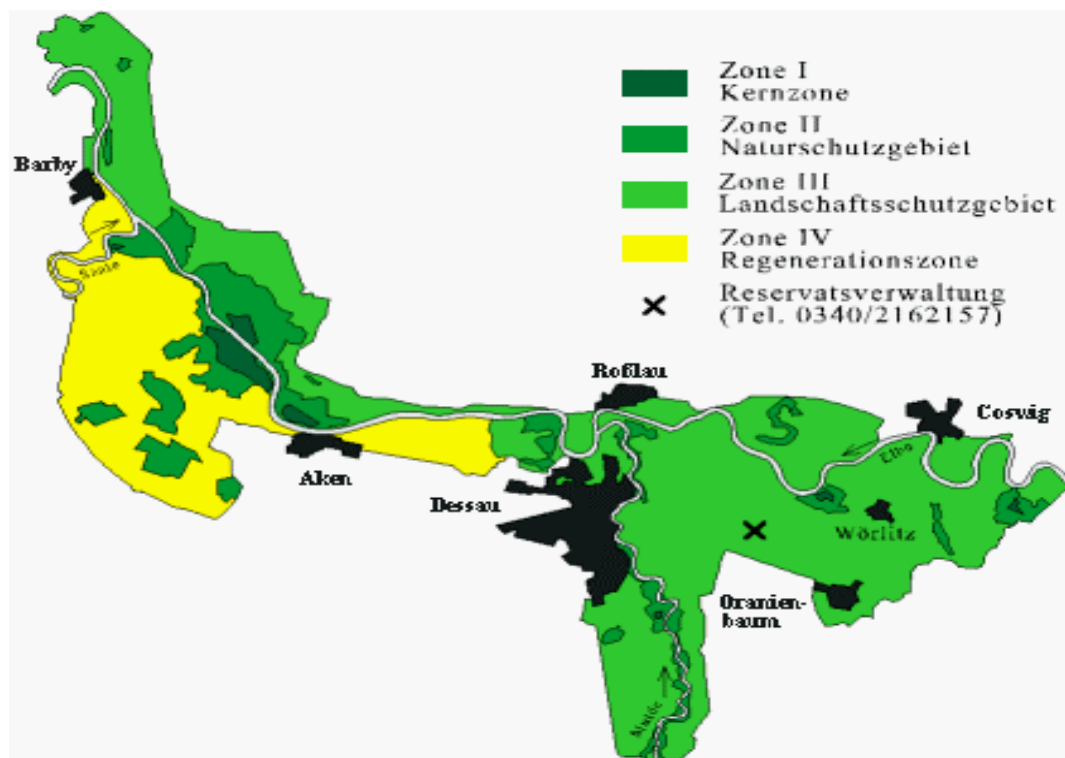 Zone I
Kernzone
Zone II
Naturschutzgebiet
Zone III
Landschaftsschutzgebiet
Zone IV
Regenerationszone
Reservatsverwaltung
(Tel. 0340/2162157)
Barby
Saale
Roßlau
Coswig
Elbe
Aken
Dessau
Wörlitz
Oranien-
baum
Mulde